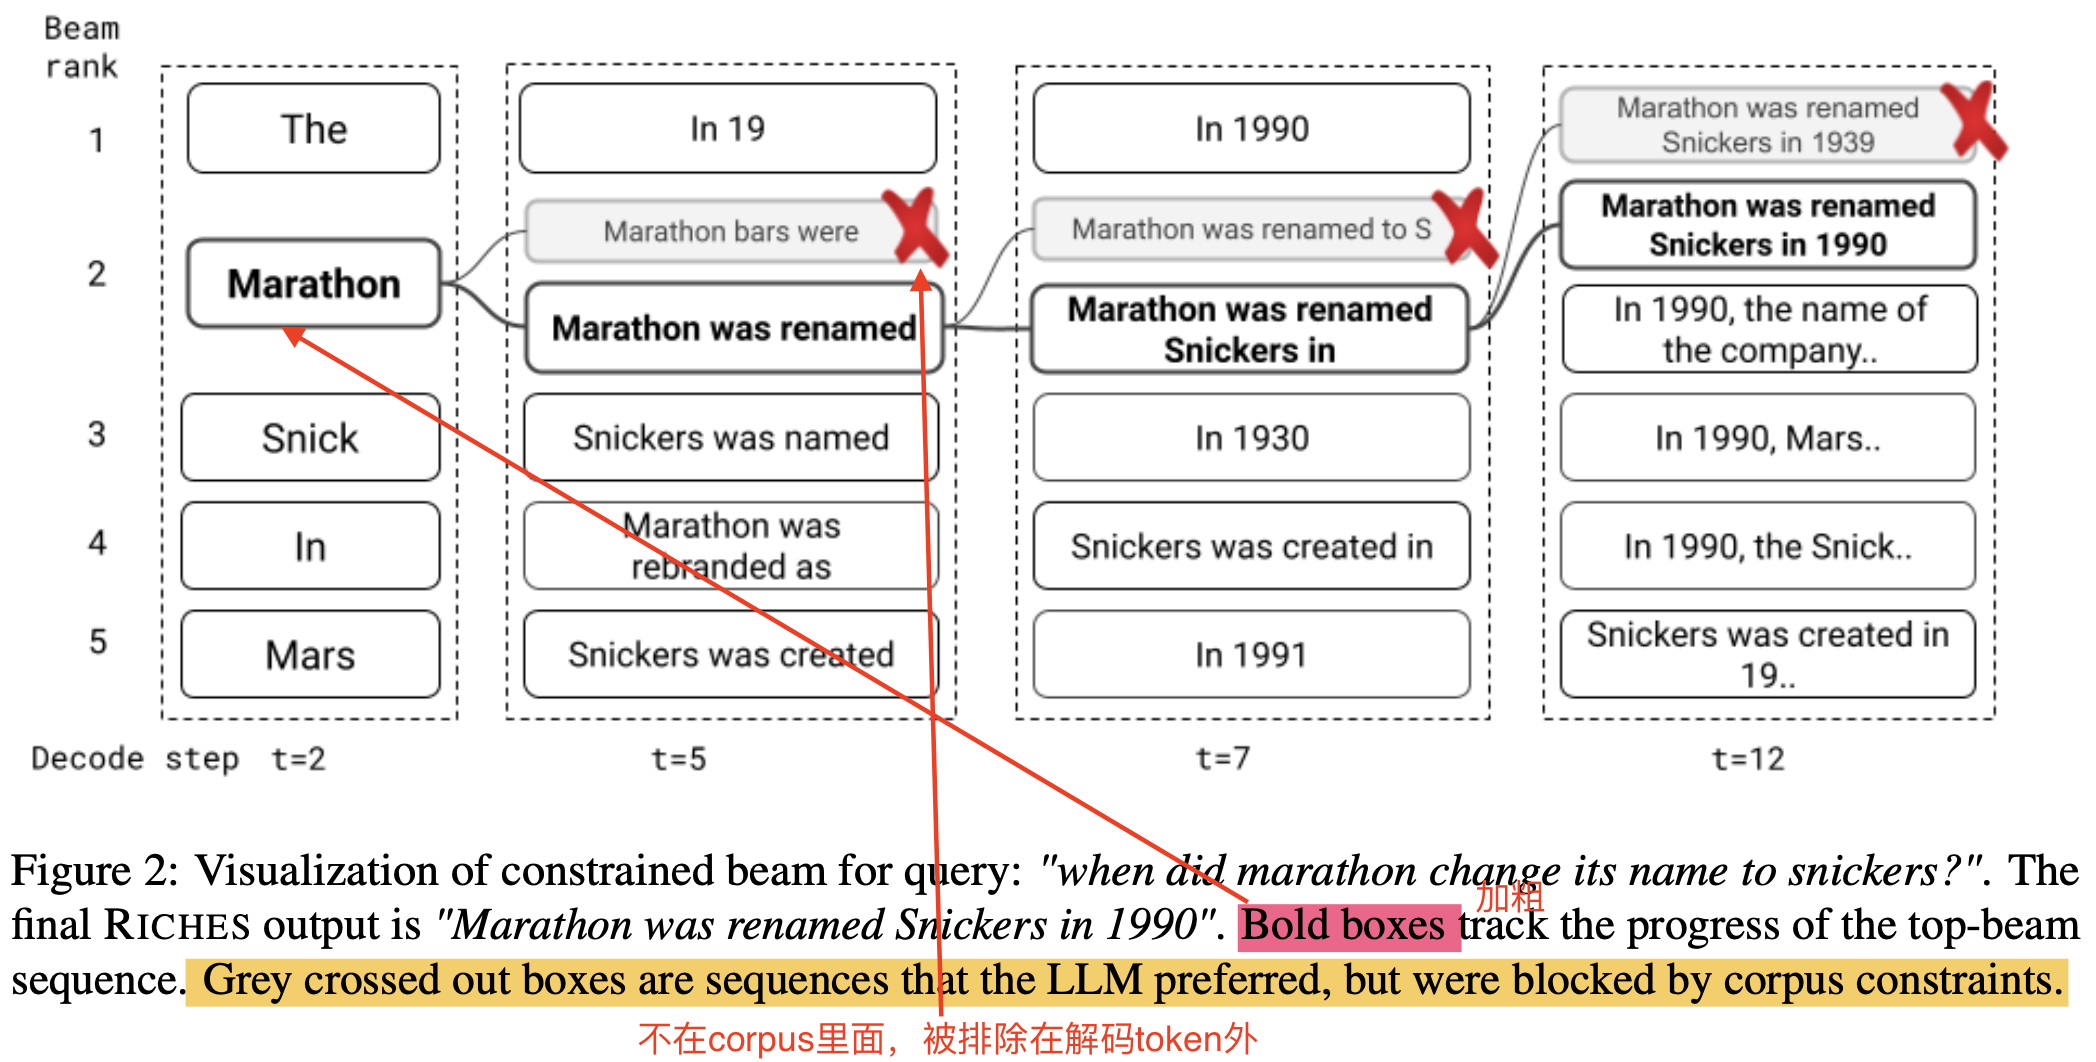 Beam
rank
1
2
3
4
5
The
Marathon
Snick
In
Mars
In 19
Marathon bars were
Marathon was renamed
Snickers was named
Marathon was
rebranded as
Snickers was created
In 1990
Marathon was renamed to S
Marathon was renamed
Snickers in
In 1930
Snickers was created in
In 1991
Marathon was renamed
Snickers in 1939
Marathon was renamed
Snickers in 1990
In 1990, the name of
the company..
In 1990, Mars..
In 1990, the Snick..
Snickers was created in
19..
Decode step t=2 t=5 t=7 t=12
Figure 2: Visualization of constrained beam for query: "when did marathon change its name to snickers?". The
加粗
final RICHES output is "Marathon was renamed Snickers in 1990". Bold boxes track the progress of the top-beam
sequence. Grey crossed out boxes are sequences that the LLM preferred, but were blocked by corpus constraints.
不在corpus里面，被排除在解码token外